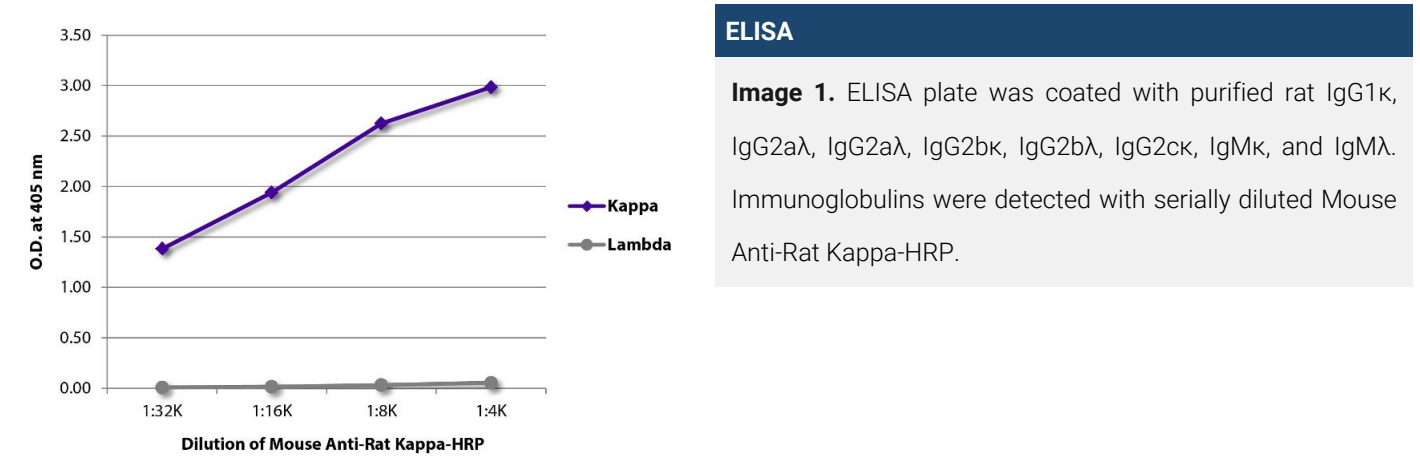 3.50
3.00
2.50
2.00
1.50
1.00
0.50
0.00
O.D. at 405 nm
1:32K 1:16K 1:8K 1:4K
Dilution of Mouse Anti-Rat Kappa-HRP
Kappa
Lambda
ELISA
Image 1. ELISA plate was coated with purified rat IgG1κ,
IgG2aλ, IgG2aλ, IgG2bκ, IgG2bλ, IgG2cκ, IgMκ, and IgMλ.
Immunoglobulins were detected with serially diluted Mouse
Anti-Rat Kappa-HRP.